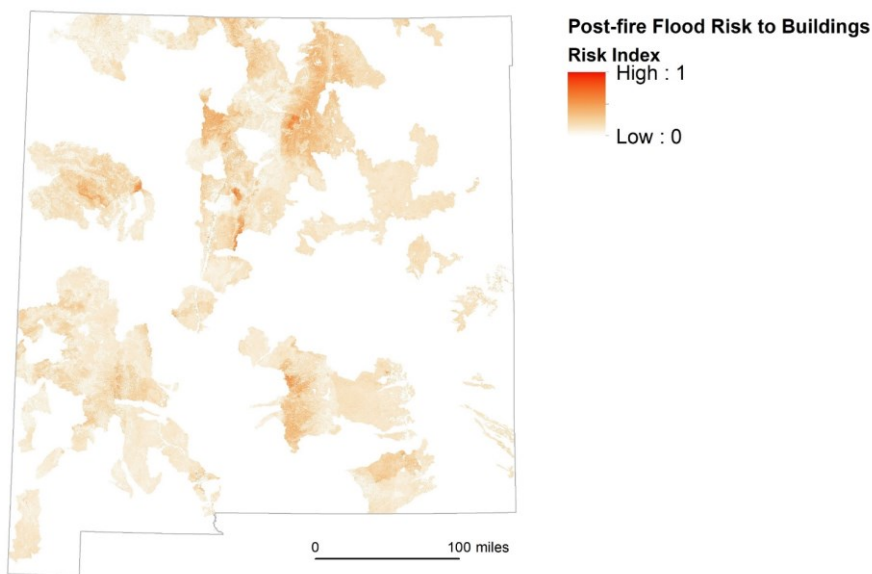 Post-fire Flood Risk to Buildings
Risk Index
High : 1
Low : 0
0 100 miles